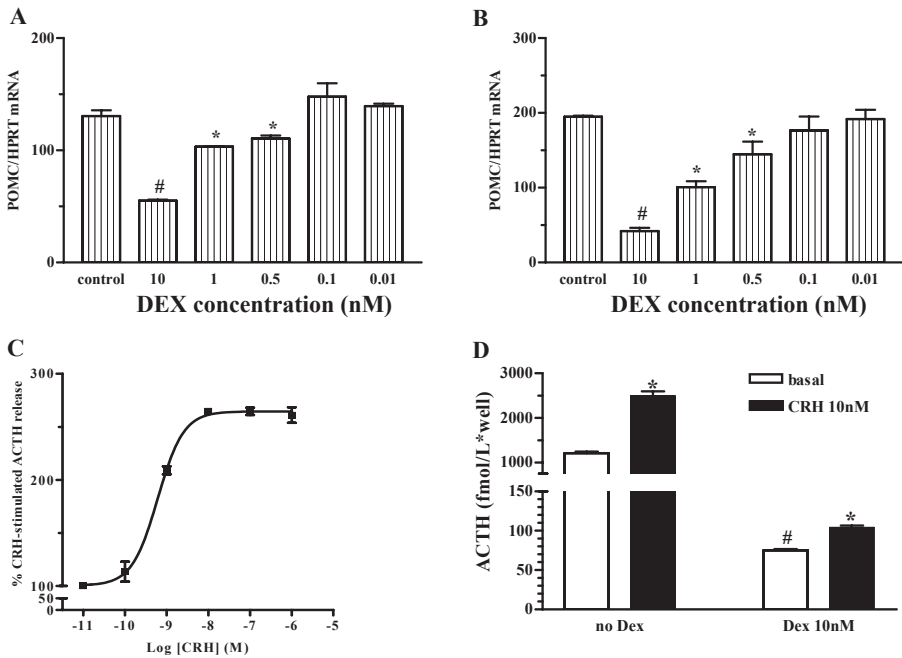 A
200
100
0
POMC/HPRT mRNA
#
*
*
control 10 1 0.5 0.1 0.01
DEX concentration (nM)
B
300
200
100
0
POMC/HPRT mRNA
#
*
*
control 10 1 0.5 0.1 0.01
DEX concentration (nM)
C
300
200
100
50
0
% CRH-stimulated ACTH release
-11 -10 -9 -8 -7 -6 -5
Log [CRH] (M)
D
3000
2000
1000
150
100
50
0
ACTH (fmol/L*well)
basal
CRH 10nM
*
#
*
no Dex Dex 10nM